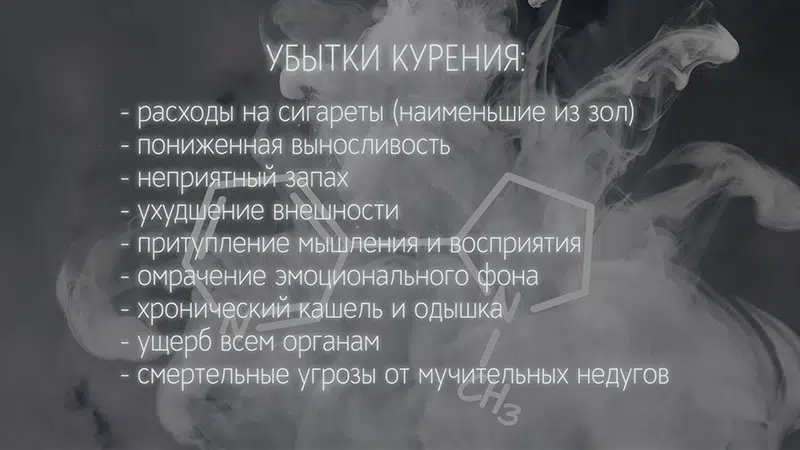 УБЫТКИ КУРЕНИЯ:
- расходы на сигареты (наименьшие из зол)
- пониженная выносливость
- неприятный запах
- ухудшение внешности
- притупление мышления и восприятия
- омрачение эмоционального фона
- хронический кашель и одышка
- ущерб всем органам
- смертельные угрозы от мучительных недугов
N
N
CH3